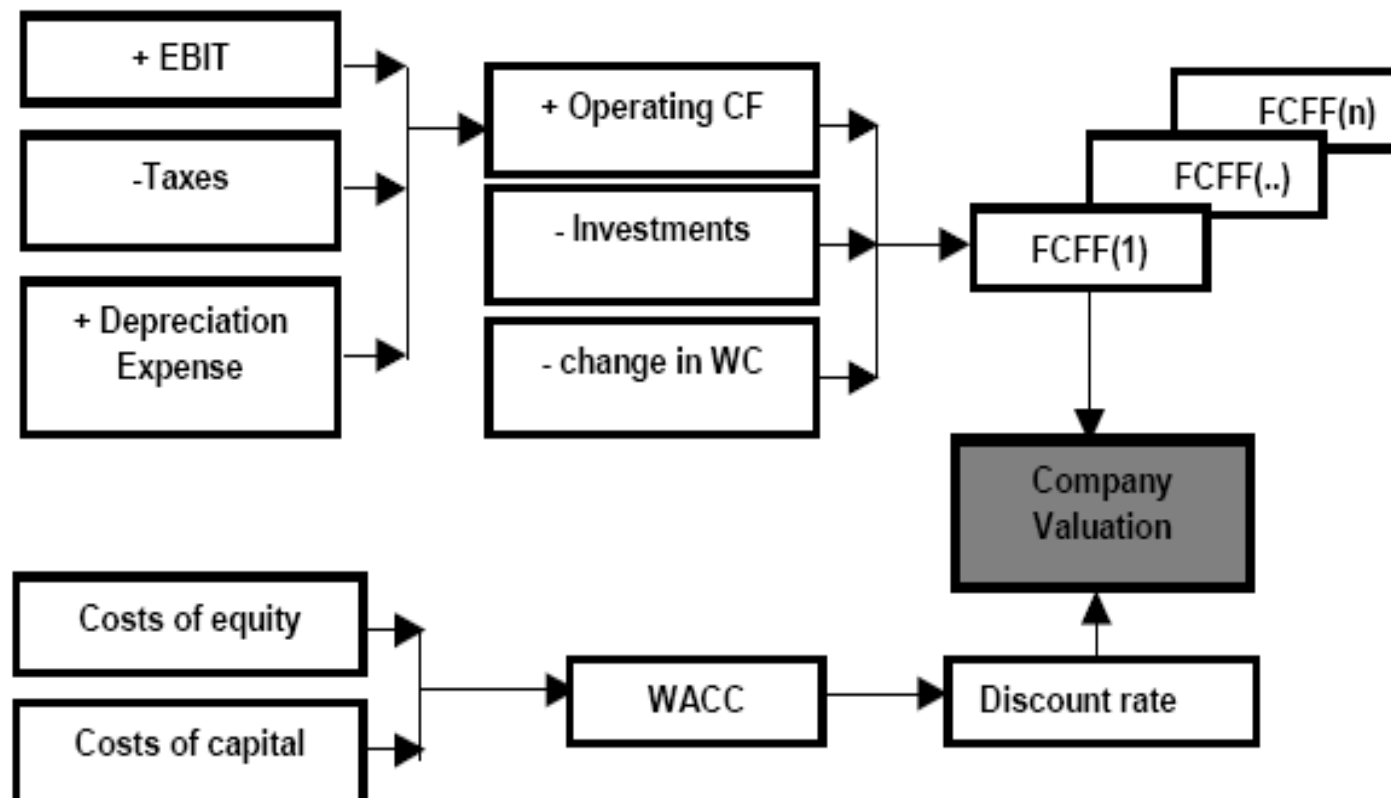 + EBIT
-Taxes
+ Depreciation
Expense
+ Operating CF
- Investments
- change in WC
FCFF(n)
FCFF(..)
FCFF(1)
Company
Valuation
Costs of equity
Costs of capital
WACC
Discount rate